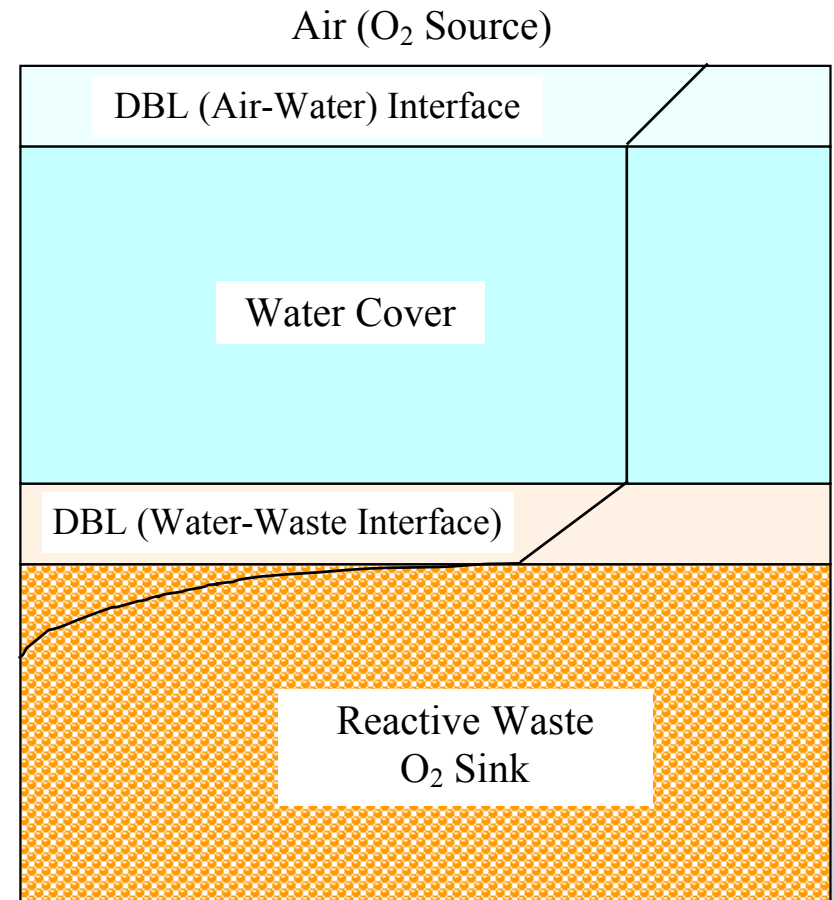 Air (O₂ Source)
DBL (Air-Water) Interface
Water Cover
DBL (Water-Waste Interface)
Reactive Waste
O₂ Sink